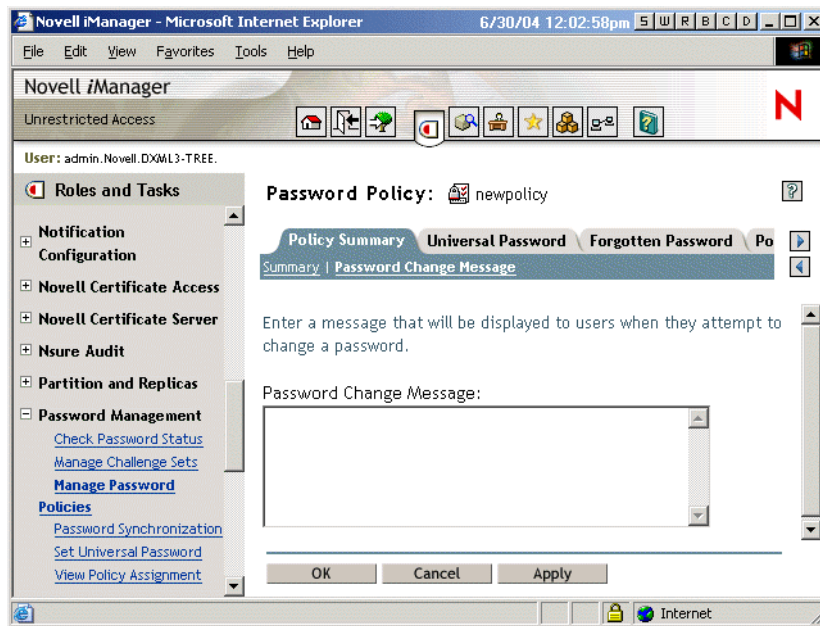 Novell iManager - Microsoft Internet Explorer 6/30/04 12:02:58pm S W R B C D
File Edit View Favorites Tools Help
Novell iManager
Unrestricted Access
N
User: admin.Novell.DXML3-TREE.
Roles and Tasks
Notification
Configuration
Novell Certificate Access
Novell Certificate Server
Nsure Audit
Partition and Replicas
Password Management
Check Password Status
Manage Challenge Sets
Manage Password
Policies
Password Synchronization
Set Universal Password
View Policy Assignment
Password Policy: newpolicy
?
Policy Summary Universal Password Forgotten Password Po
Summary | Password Change Message
Enter a message that will be displayed to users when they attempt to
change a password.
Password Change Message:
OK Cancel Apply
Internet